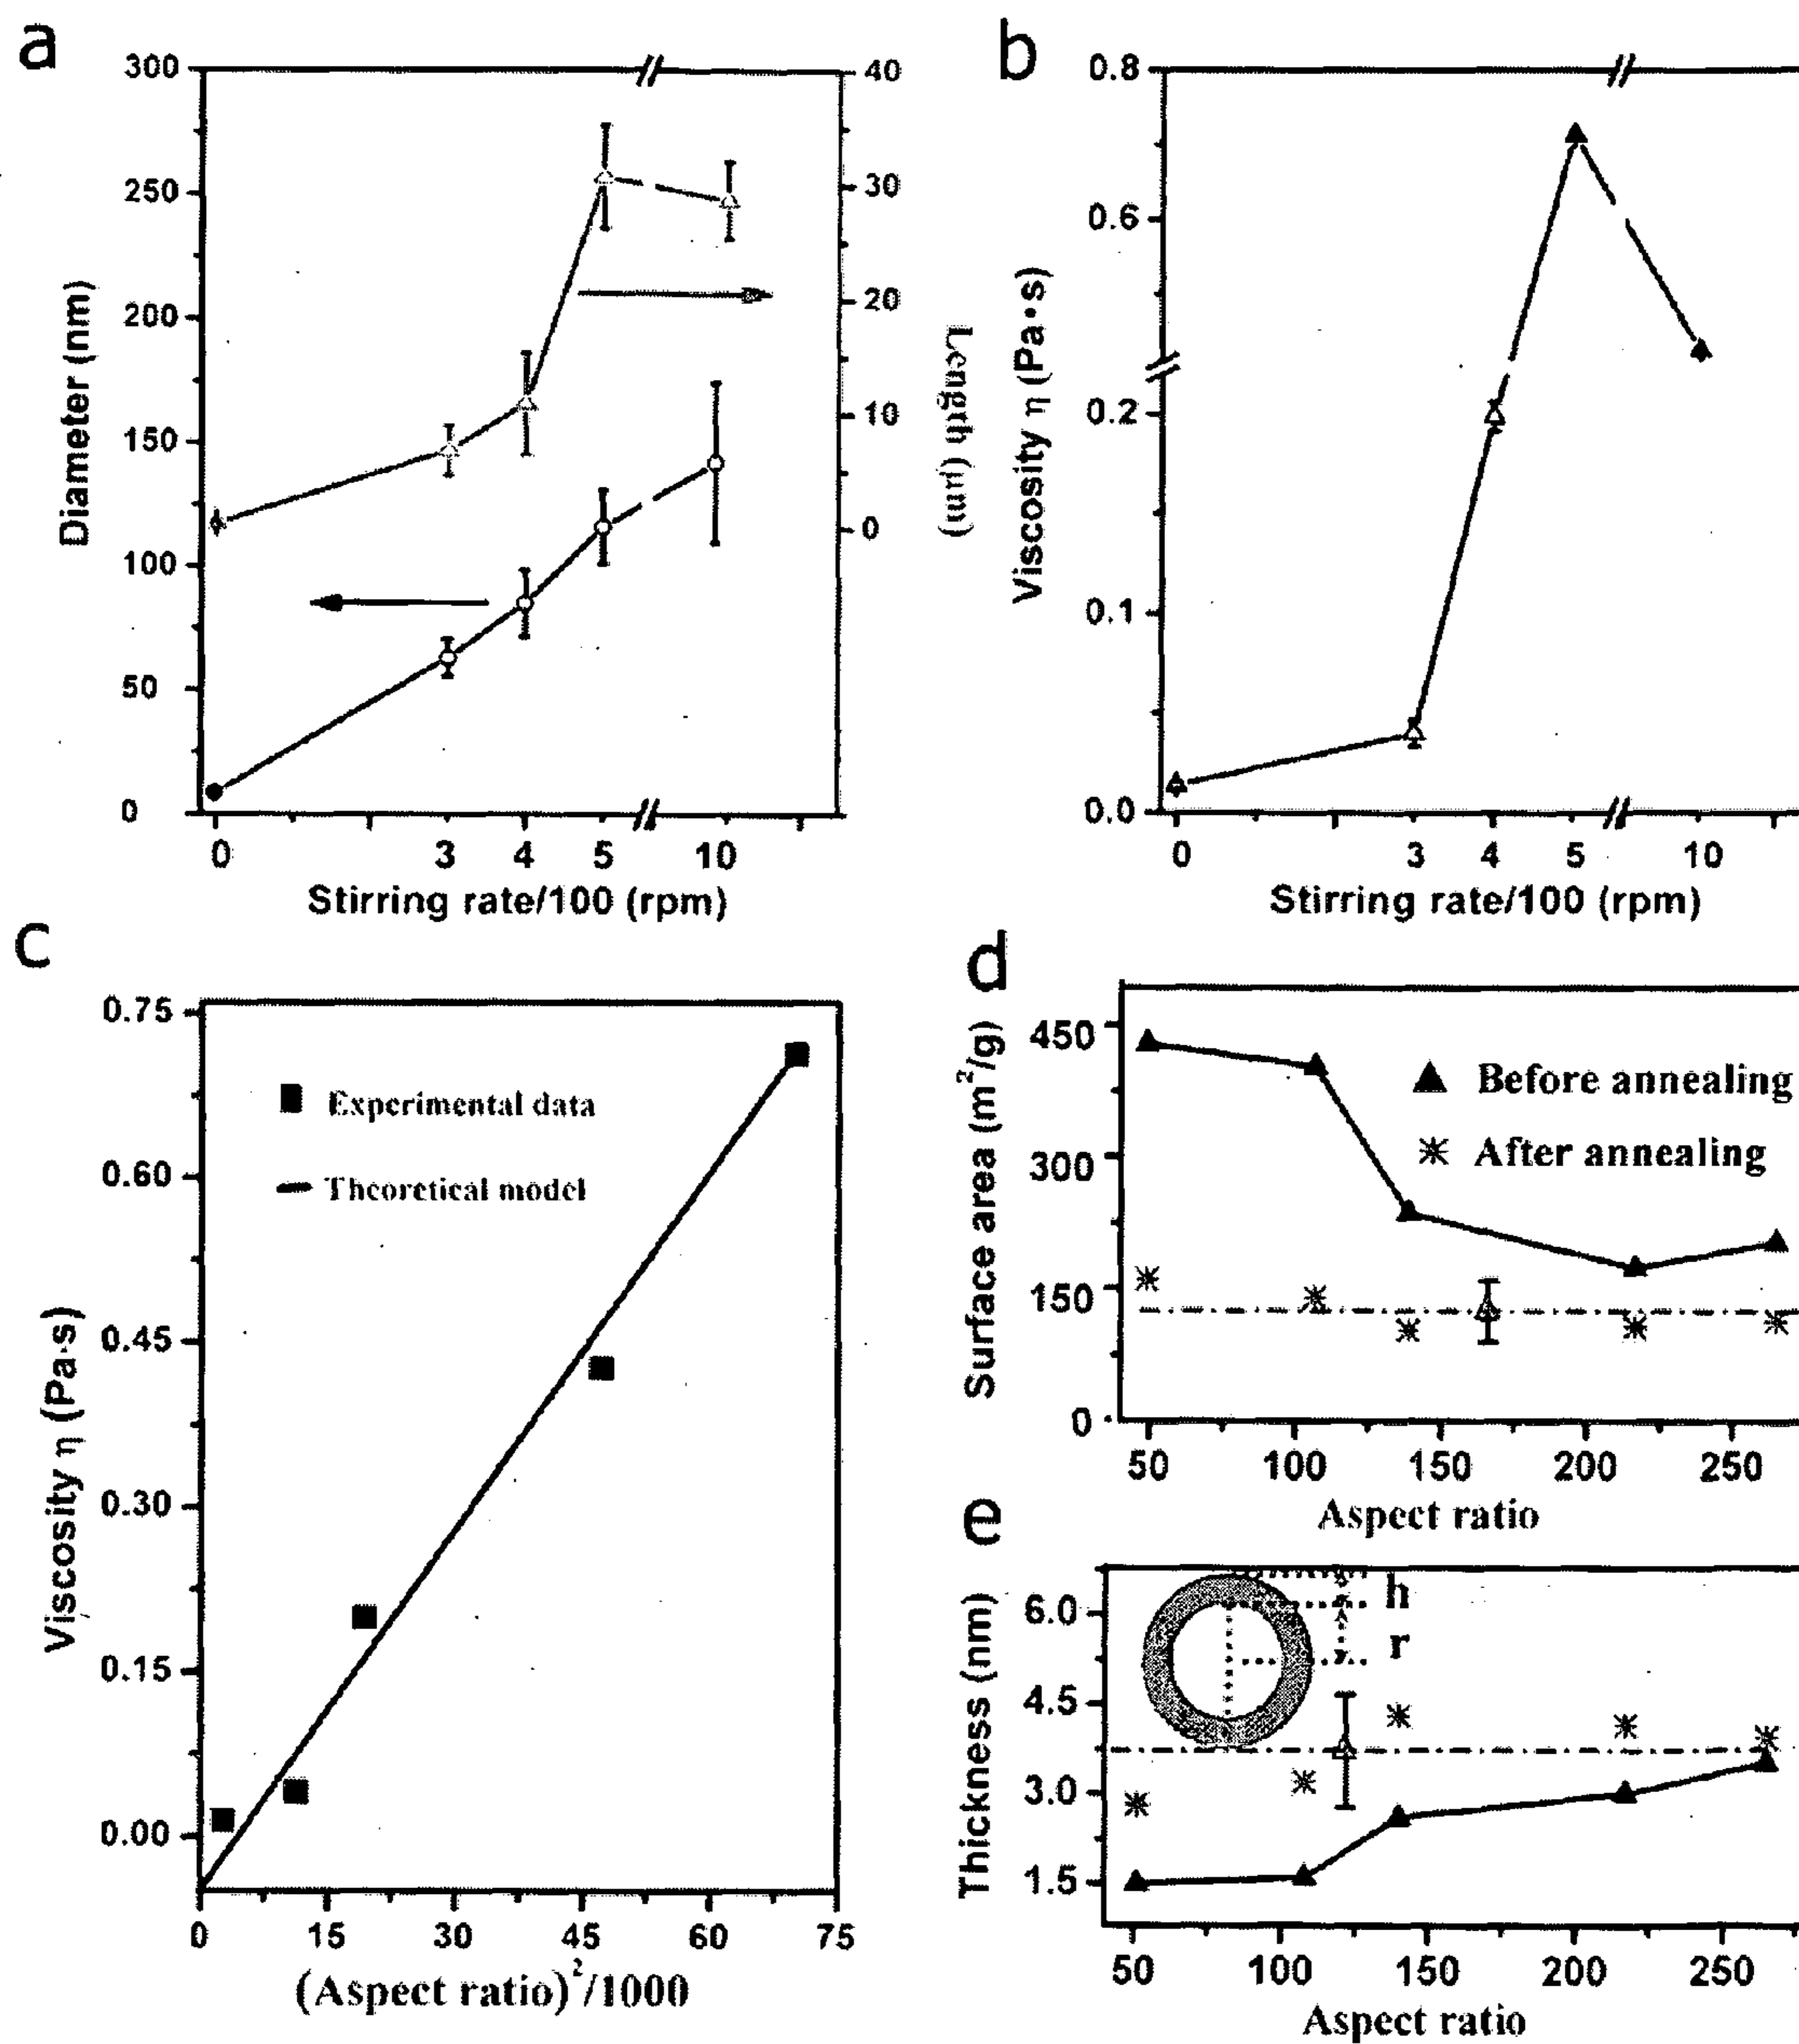 a
300
250
200
150
100
50
0
Diameter (nm)
40
30
20
10
0
Length (μm)
0 3 4 5 10
Stirring rate/100 (rpm)
b
0.8
0.6
0.2
0.1
0.0
Viscosity η (Pa•s)
0 3 4 5 10
Stirring rate/100 (rpm)
c
0.75
0.60
0.45
0.30
0.15
0.00
Viscosity η (Pa·s)
Experimental data
Theoretical model
0 15 30 45 60 75
(Aspect ratio)²/1000
d
450
300
150
0
Surface area (m²/g)
Before annealing
After annealing
50 100 150 200 250
Aspect ratio
e
6.0
4.5
3.0
1.5
Thickness (nm)
h
r
50 100 150 200 250
Aspect ratio